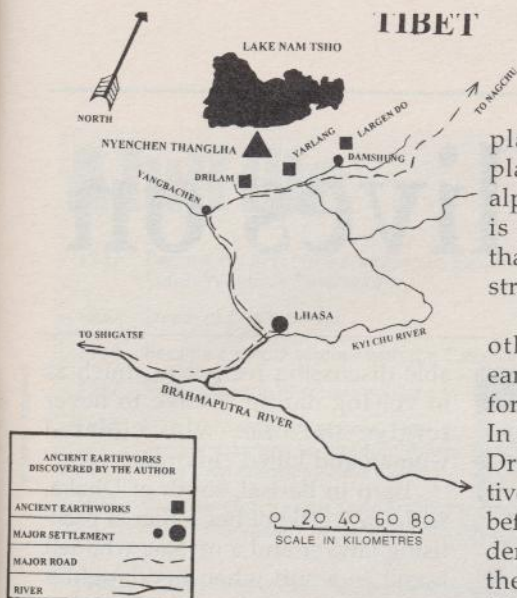 TIBET
LAKE NAM TSHO
NORTH
TO NAGCHU
NYENCHEN THANGLHA
YARLANG
LARGEN DO
DAMSHUNG
DRILAM
YANGBACHEN
LHASA
KYI CHU RIVER
TO SHIGATSE
BRAHMAPUTRA RIVER
ANCIENT EARTHWORKS
DISCOVERED BY THE AUTHOR
ANCIENT EARTHWORKS
MAJOR SETTLEMENT
MAJOR ROAD
RIVER
0 20 40 60 80
SCALE IN KILOMETRES
pla
pla
alp
is
tha
str
oth
ear
for
In
Dr
tive
bef
der
the